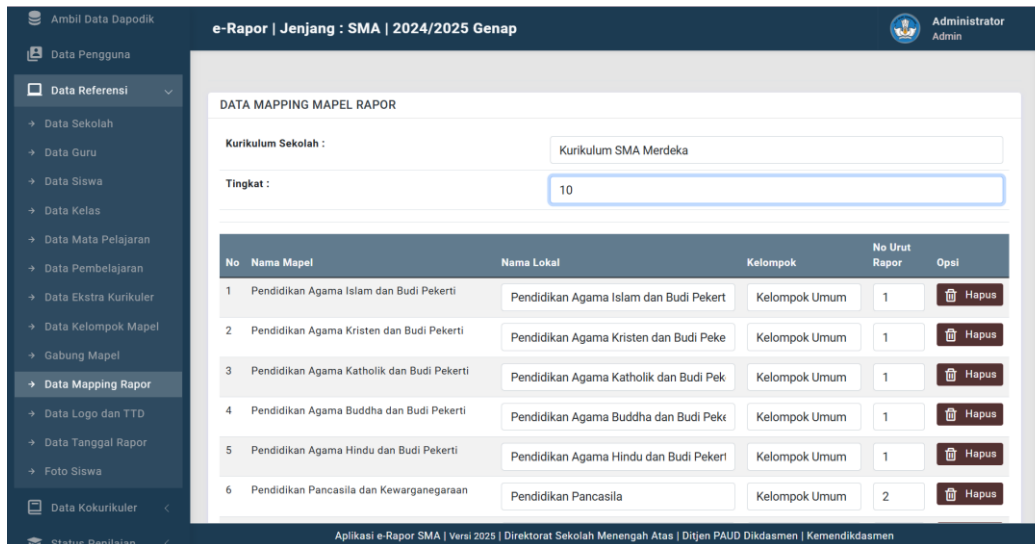 Ambil Data Dapodik
e-Rapor | Jenjang : SMA | 2024/2025 Genap
Administrator
Admin
Data Pengguna
Data Referensi
Data Sekolah
Data Guru
Data Siswa
Data Kelas
Data Mata Pelajaran
Data Pembelajaran
Data Ekstra Kurikuler
Data Kelompok Mapel
Gabung Mapel
Data Mapping Rapor
Data Logo dan TTD
Data Tanggal Rapor
Foto Siswa
Data Kokurikuler
Status Penilaian
DATA MAPPING MAPEL RAPOR
Kurikulum Sekolah : Kurikulum SMA Merdeka
Tingkat : 10
No Nama Mapel Nama Lokal Kelompok No Urut Rapor Opsi
1 Pendidikan Agama Islam dan Budi Pekerti Pendidikan Agama Islam dan Budi Pekert Kelompok Umum 1 Hapus
2 Pendidikan Agama Kristen dan Budi Pekerti Pendidikan Agama Kristen dan Budi Peke Kelompok Umum 1 Hapus
3 Pendidikan Agama Katholik dan Budi Pekerti Pendidikan Agama Katholik dan Budi Pek Kelompok Umum 1 Hapus
4 Pendidikan Agama Buddha dan Budi Pekerti Pendidikan Agama Buddha dan Budi Peke Kelompok Umum 1 Hapus
5 Pendidikan Agama Hindu dan Budi Pekerti Pendidikan Agama Hindu dan Budi Pekert Kelompok Umum 1 Hapus
6 Pendidikan Pancasila dan Kewarganegaraan Pendidikan Pancasila Kelompok Umum 2 Hapus
Aplikasi e-Rapor SMA | Versi 2025 | Direktorat Sekolah Menengah Atas | Ditjen PAUD Dikdasmen | Kemendikdasmen